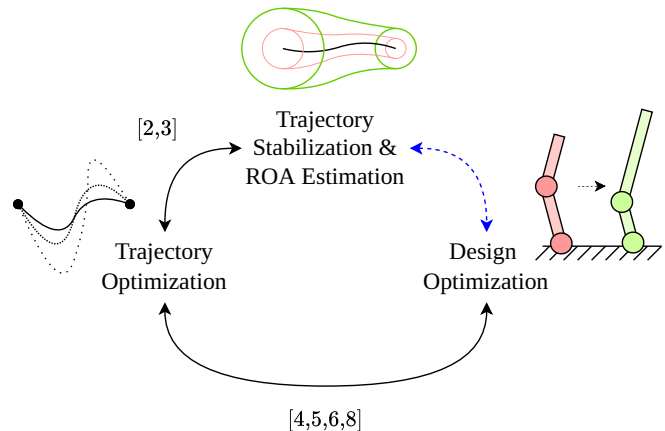 [2,3]
Trajectory
Stabilization &
ROA Estimation
Trajectory
Optimization
Design
Optimization
[4,5,6,8]